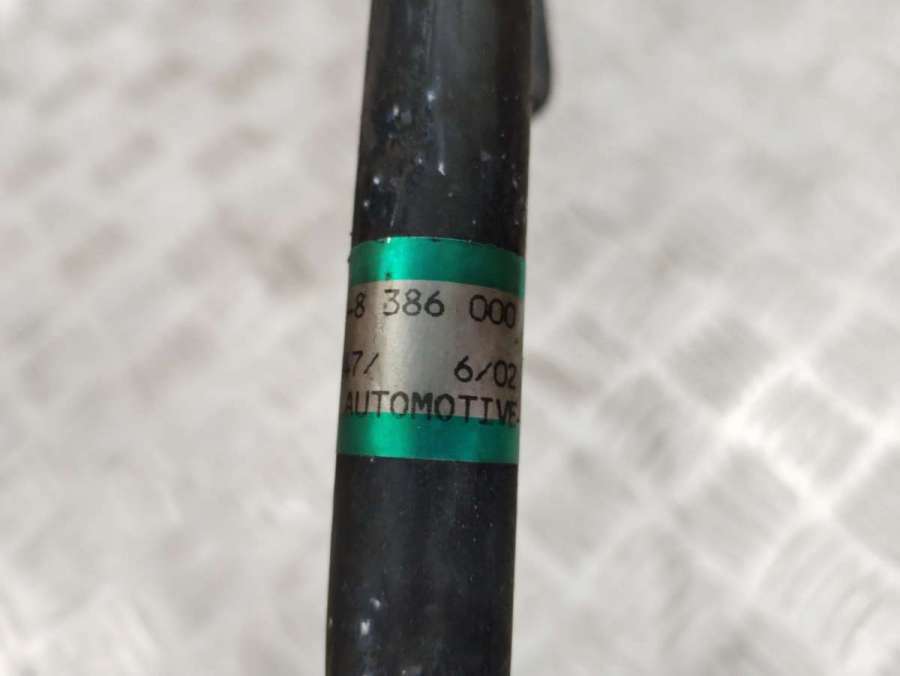 -8 386 000
47/ 6/02
AUTOMOTIVE-